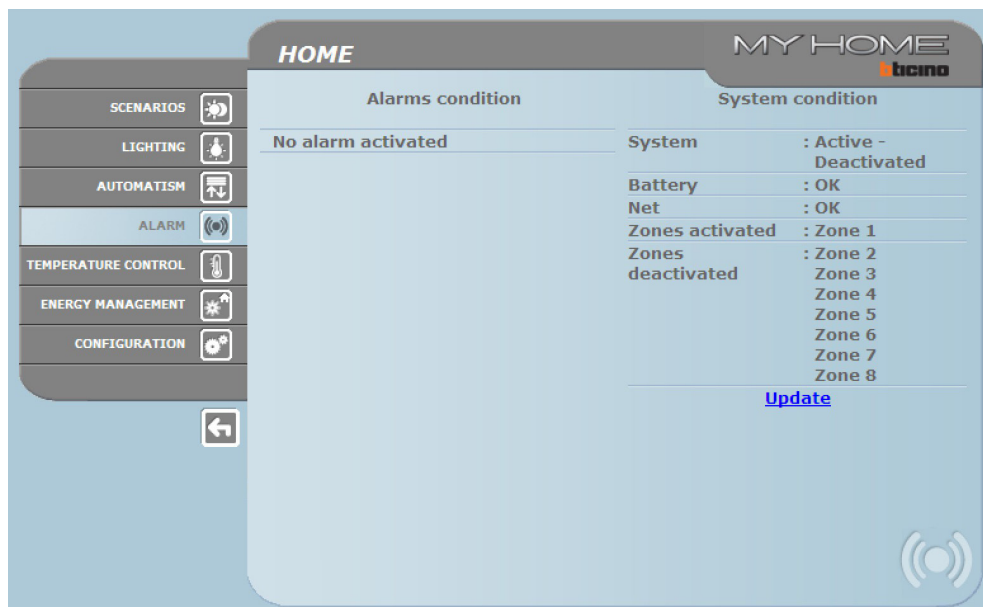 HOME
MY HOME
bticino
SCENARIOS
LIGHTING
AUTOMATISM
ALARM
TEMPERATURE CONTROL
ENERGY MANAGEMENT
CONFIGURATION
Alarms condition
No alarm activated
System condition
System : Active -
Deactivated
Battery : OK
Net : OK
Zones activated : Zone 1
Zones : Zone 2
deactivated Zone 3
Zone 4
Zone 5
Zone 6
Zone 7
Zone 8
Update